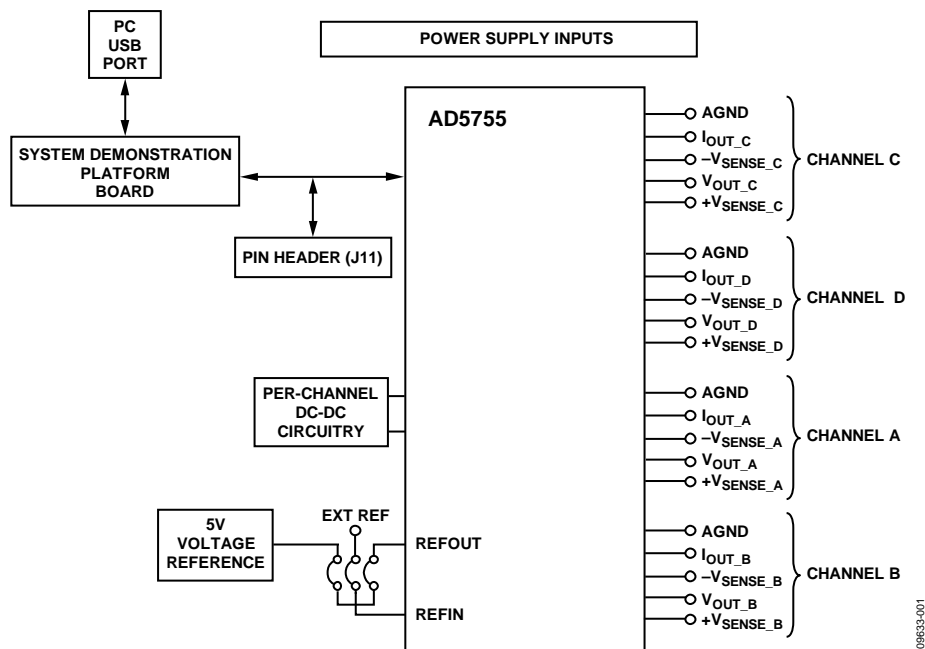 PC
USB
PORT
POWER SUPPLY INPUTS
AD5755
SYSTEM DEMONSTRATION
PLATFORM
BOARD
PIN HEADER (J11)
PER-CHANNEL
DC-DC
CIRCUITRY
5V
VOLTAGE
REFERENCE
EXT REF
REFOUT
REFIN
AGND
IOUT_C
–VSENSE_C
VOUT_C
+VSENSE_C
CHANNEL C
AGND
IOUT_D
–VSENSE_D
VOUT_D
+VSENSE_D
CHANNEL D
AGND
IOUT_A
–VSENSE_A
VOUT_A
+VSENSE_A
CHANNEL A
AGND
IOUT_B
–VSENSE_B
VOUT_B
+VSENSE_B
CHANNEL B
09633-001